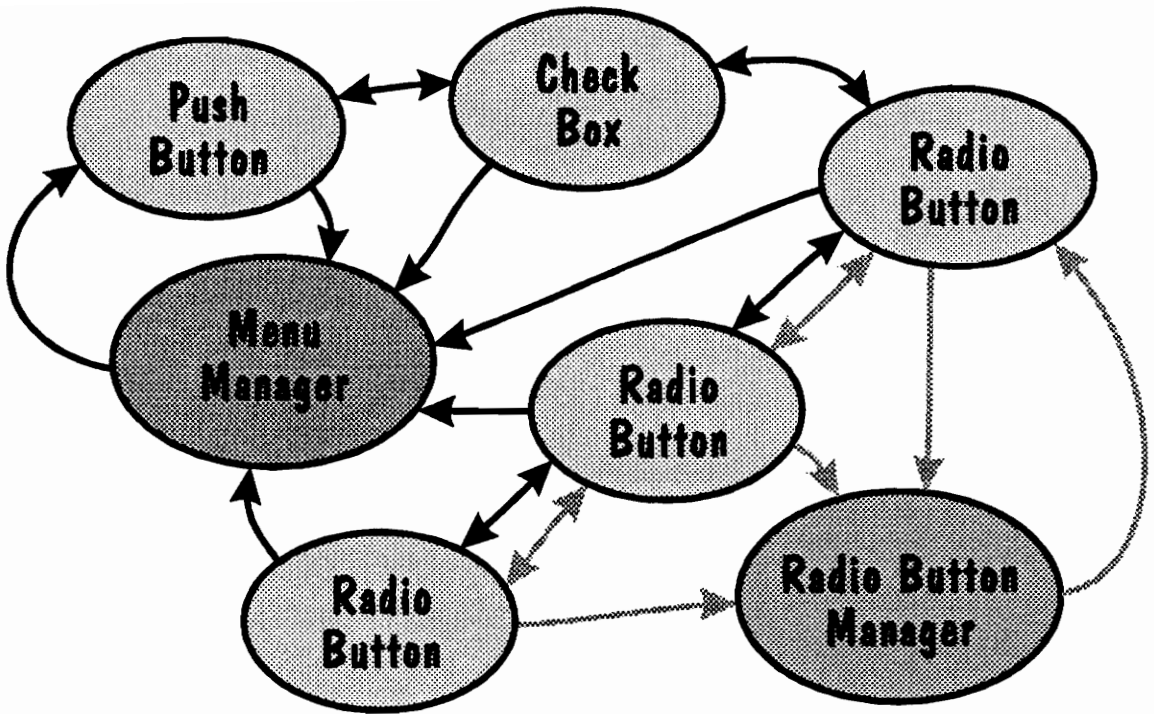 Push
Button
Check
Box
Radio
Button
Menu
Manager
Radio
Button
Radio
Button
Radio Button
Manager